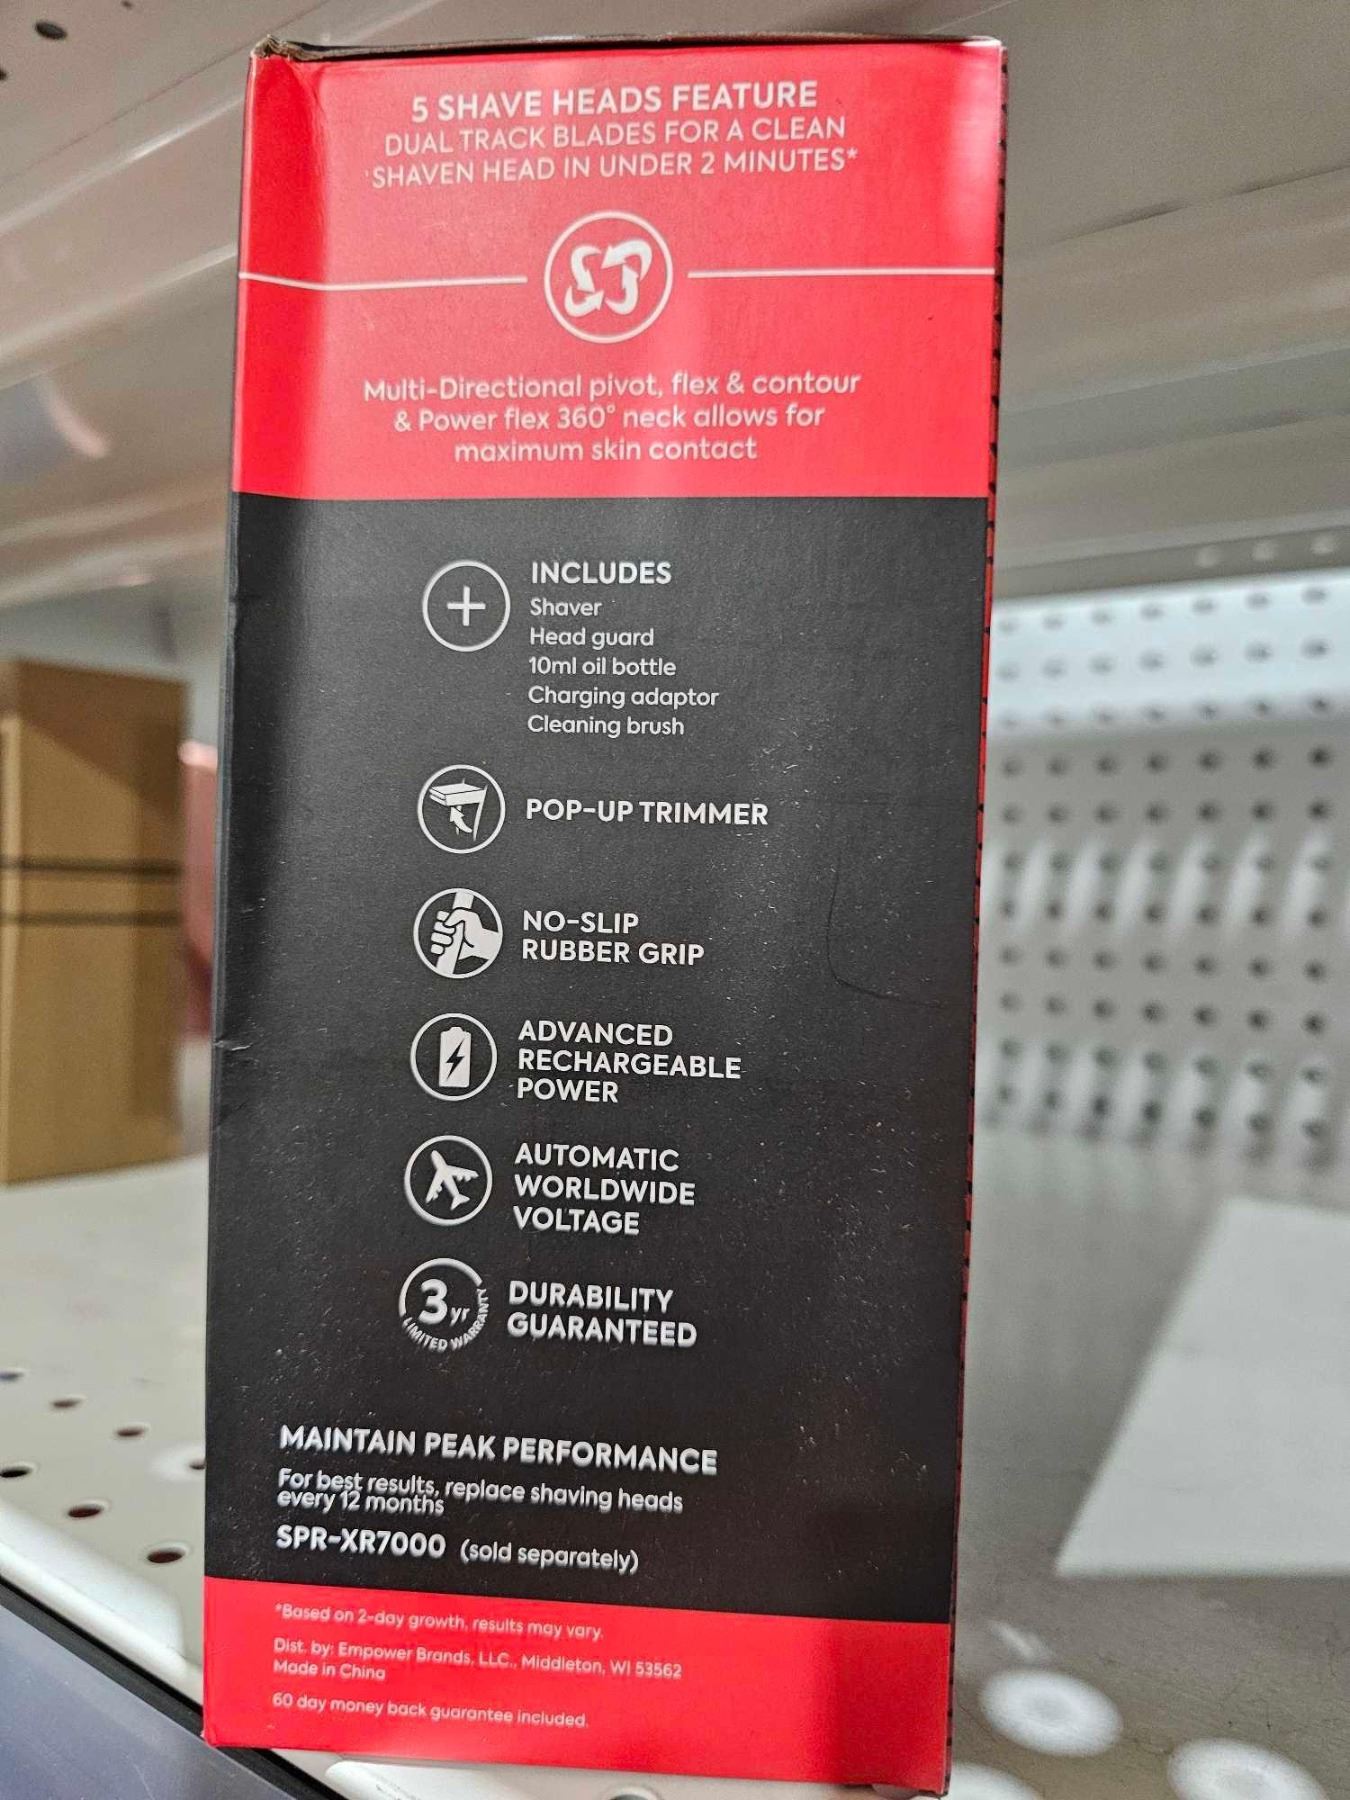 5 SHAVE HEADS FEATURE
DUAL TRACK BLADES FOR A CLEAN
SHAVEN HEAD IN UNDER 2 MINUTES*
Multi-Directional pivot, flex & contour
& Power flex 360° neck allows for
maximum skin contact
INCLUDES
Shaver
Head guard
10ml oil bottle
Charging adaptor
Cleaning brush
POP-UP TRIMMER
NO-SLIP
RUBBER GRIP
ADVANCED
RECHARGEABLE
POWER
AUTOMATIC
WORLDWIDE
VOLTAGE
3 yr
LIMITED WARRANTY
DURABILITY
GUARANTEED
MAINTAIN PEAK PERFORMANCE
For best results, replace shaving heads
every 12 months
SPR-XR7000 (sold separately)
*Based on 2-day growth, results may vary.
Dist. by: Empower Brands, LLC., Middleton, WI 53562
Made in China
60 day money back guarantee included.